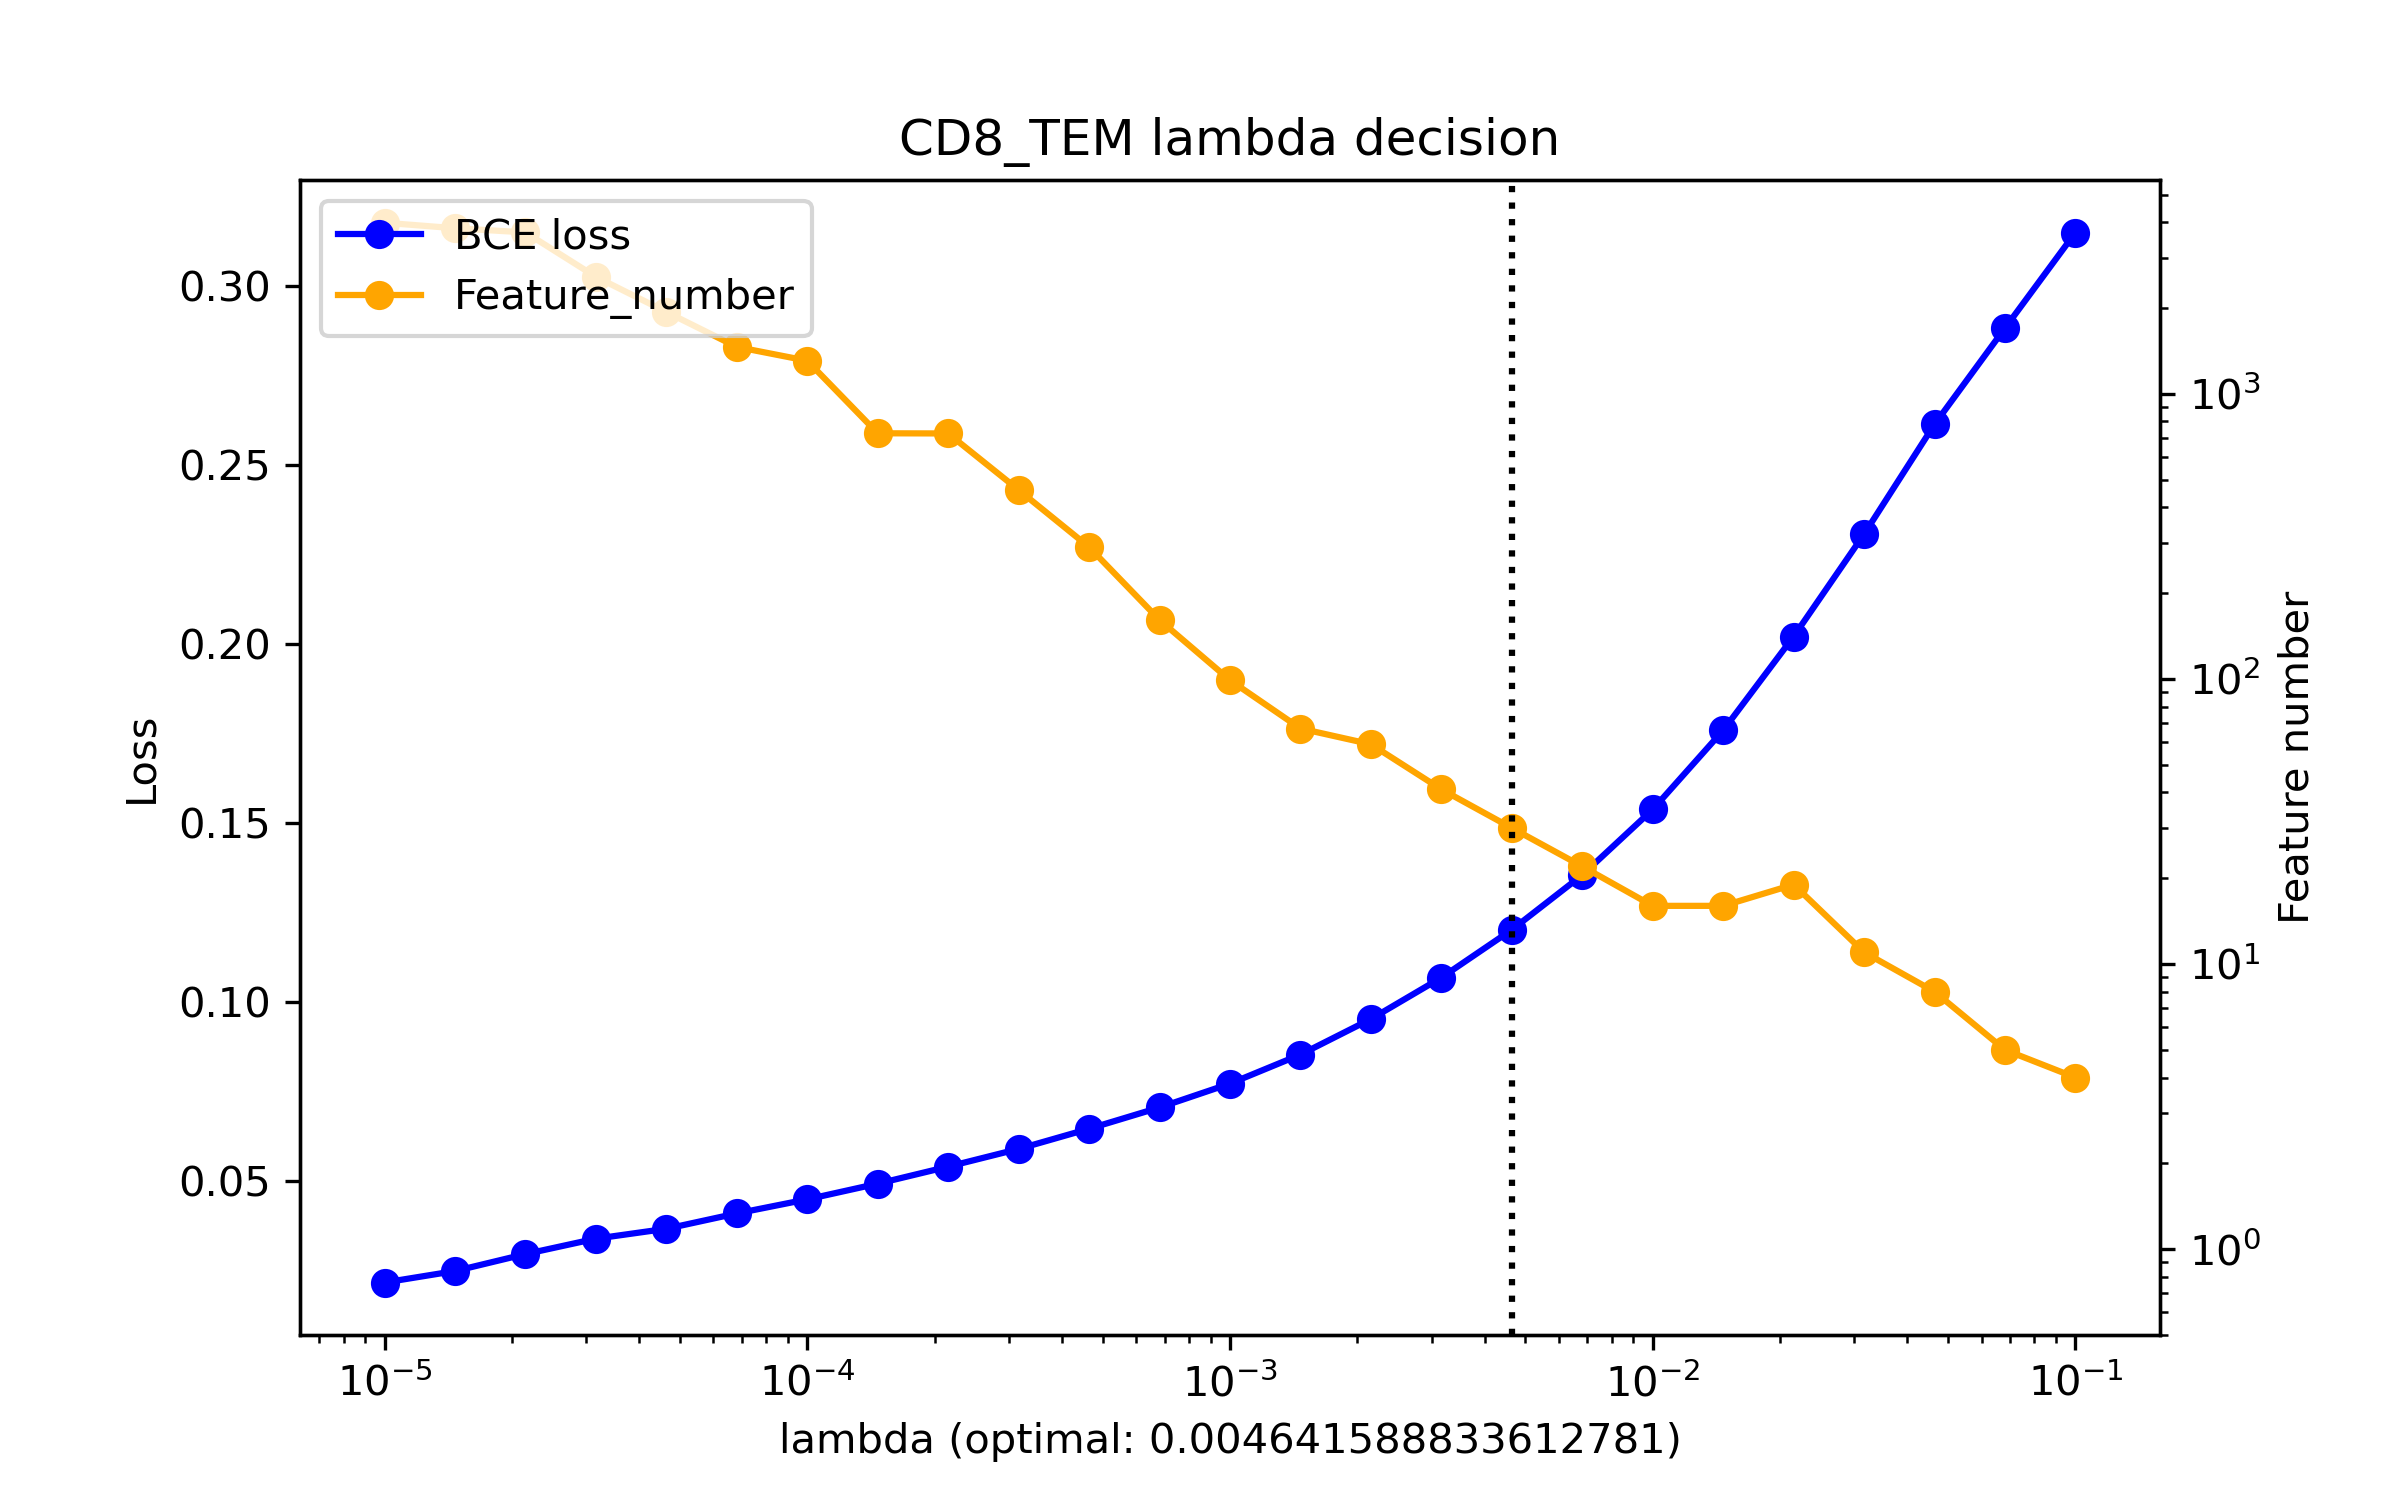 CD8_TEM lambda decision
BCE loss
Feature_number
0.30
0.25
0.20
0.15
0.10
0.05
Loss
10³
10²
10¹
10⁰
Feature number
10⁻⁵ 10⁻⁴ 10⁻³ 10⁻² 10⁻¹
lambda (optimal: 0.004641588833612781)